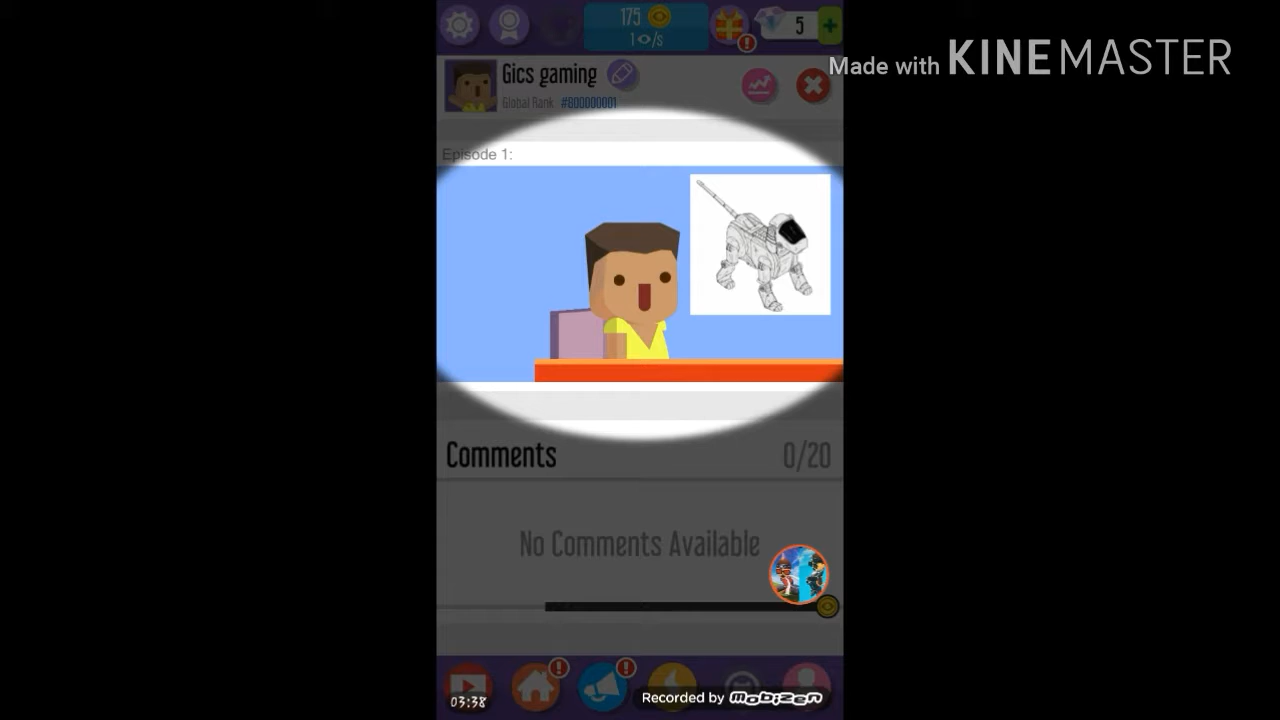 175
1 /s
5
Made with KINEMASTER
Gics gaming
Global Rank #800000001
Episode 1:
Comments 0/20
No Comments Available
03:38
Recorded by mobizen